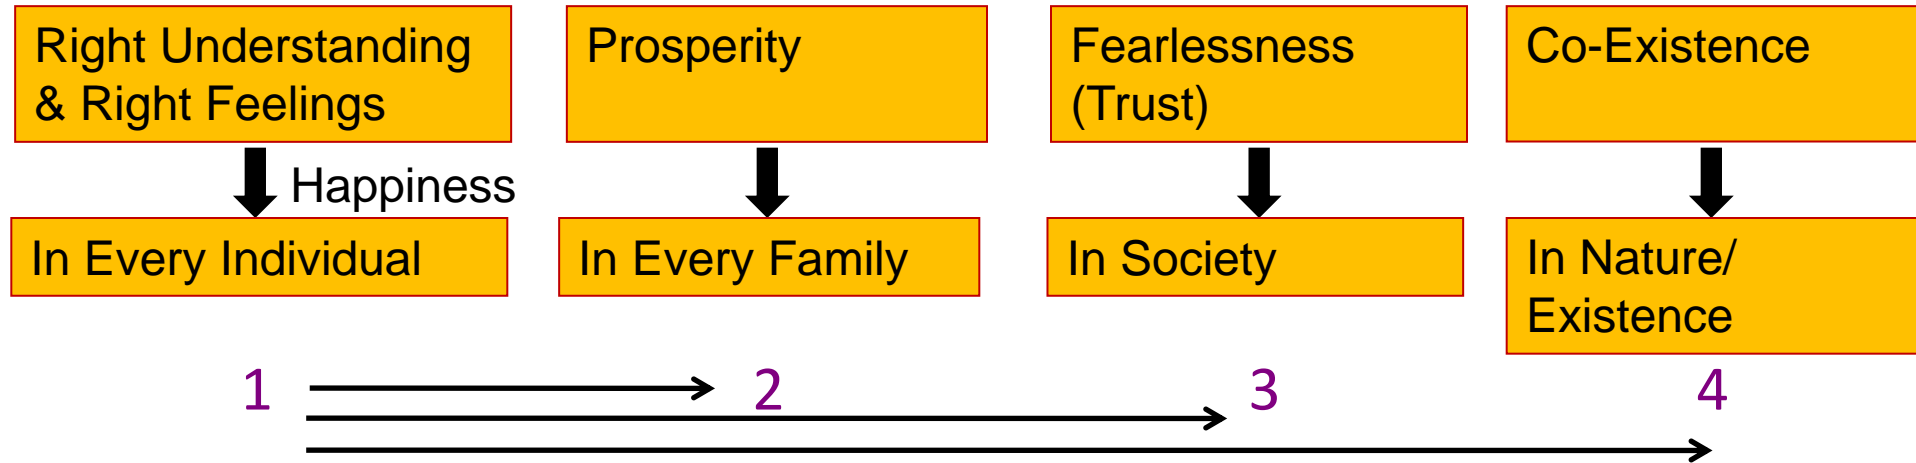 Right Understanding
& Right Feelings
Prosperity
Fearlessness
(Trust)
Co-Existence
Happiness
In Every Individual
In Every Family
In Society
In Nature/
Existence
1
2
3
4